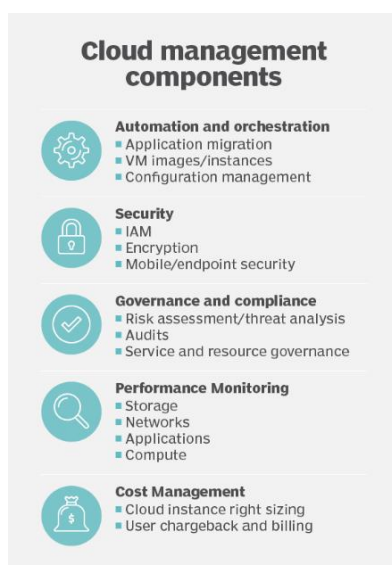 Cloud management
components
Automation and orchestration
▪ Application migration
▪ VM images/instances
▪ Configuration management
Security
▪ IAM
▪ Encryption
▪ Mobile/endpoint security
Governance and compliance
▪ Risk assessment/threat analysis
▪ Audits
▪ Service and resource governance
Performance Monitoring
▪ Storage
▪ Networks
▪ Applications
▪ Compute
$
Cost Management
▪ Cloud instance right sizing
▪ User chargeback and billing